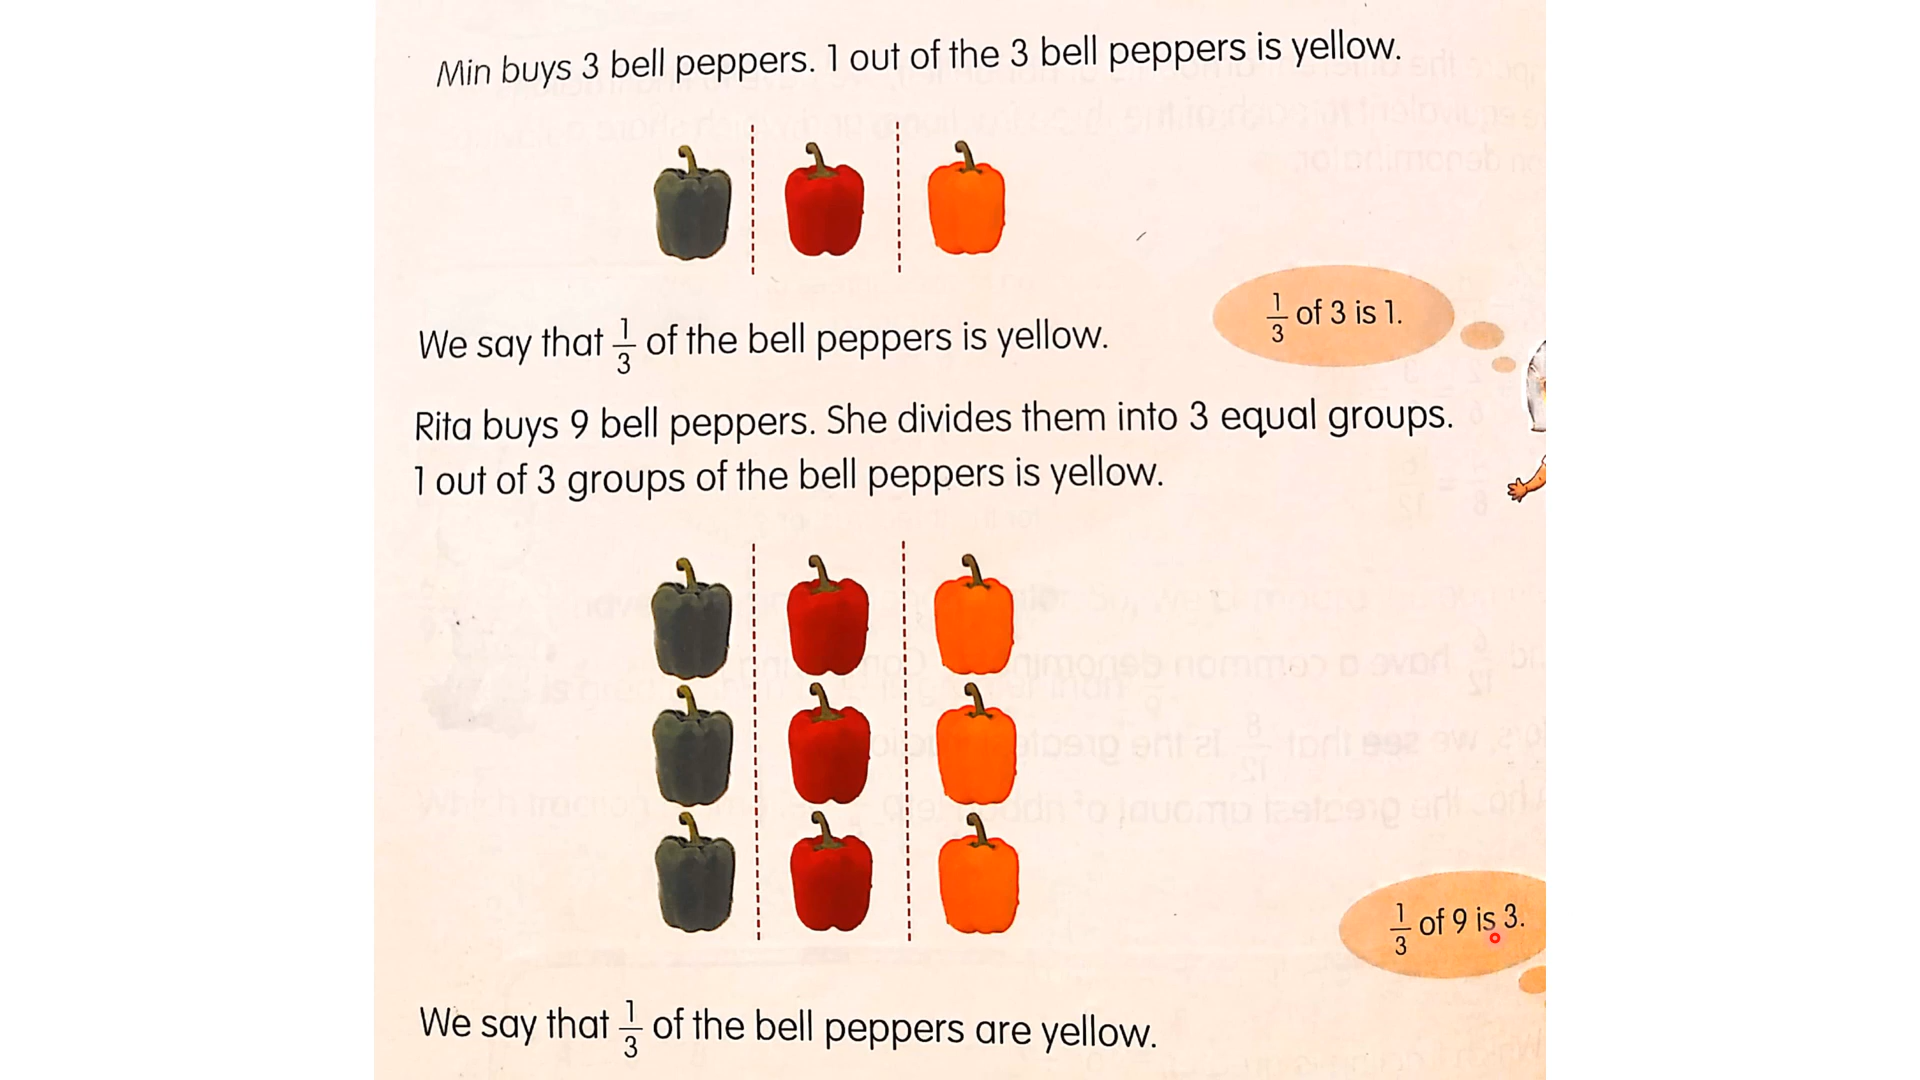 Min buys 3 bell peppers. 1 out of the 3 bell peppers is yellow.
1/3 of 3 is 1.
We say that 1/3 of the bell peppers is yellow.
Rita buys 9 bell peppers. She divides them into 3 equal groups.
1 out of 3 groups of the bell peppers is yellow.
1/3 of 9 is 3.
We say that 1/3 of the bell peppers are yellow.